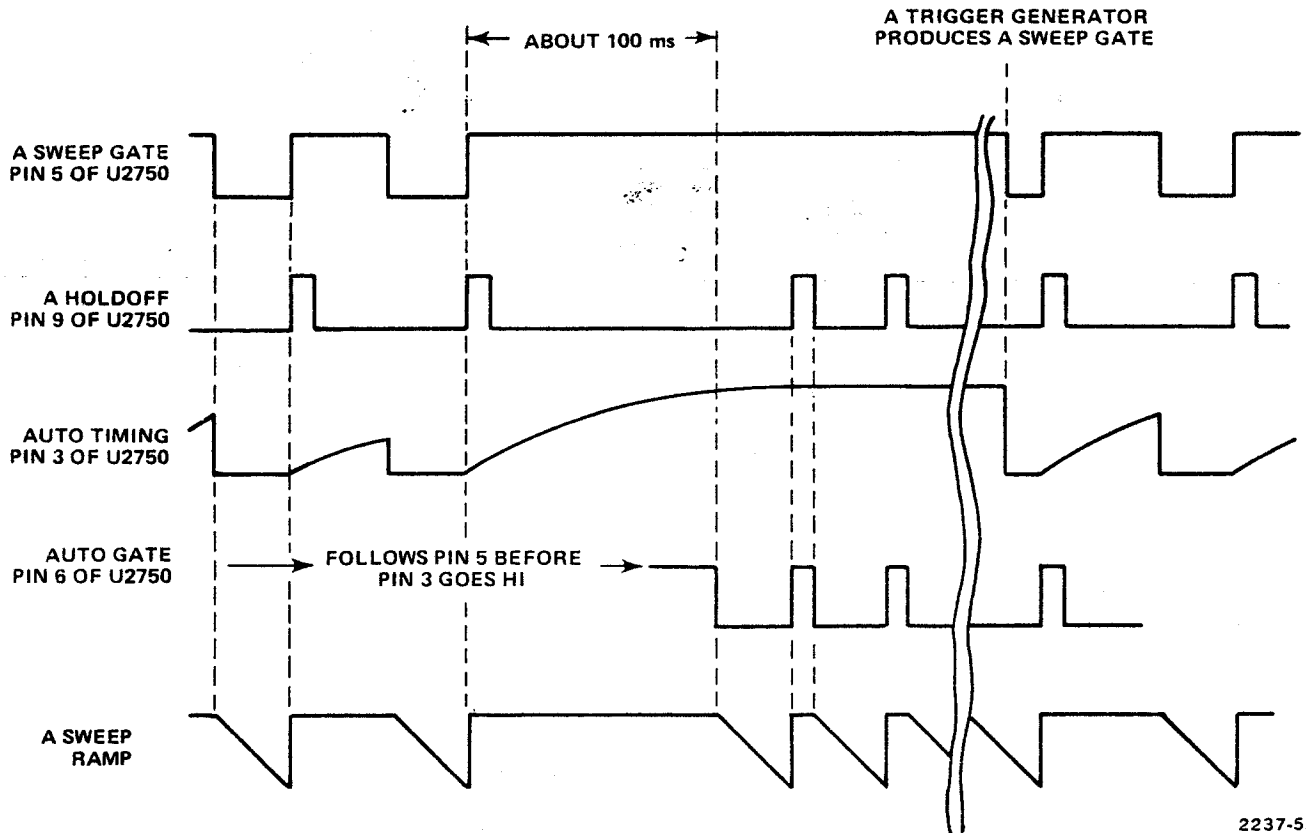 A TRIGGER GENERATOR
PRODUCES A SWEEP GATE
ABOUT 100 ms
A SWEEP GATE
PIN 5 OF U2750
A HOLDOFF
PIN 9 OF U2750
AUTO TIMING
PIN 3 OF U2750
AUTO GATE
PIN 6 OF U2750
FOLLOWS PIN 5 BEFORE
PIN 3 GOES HI
A SWEEP
RAMP
2237-5